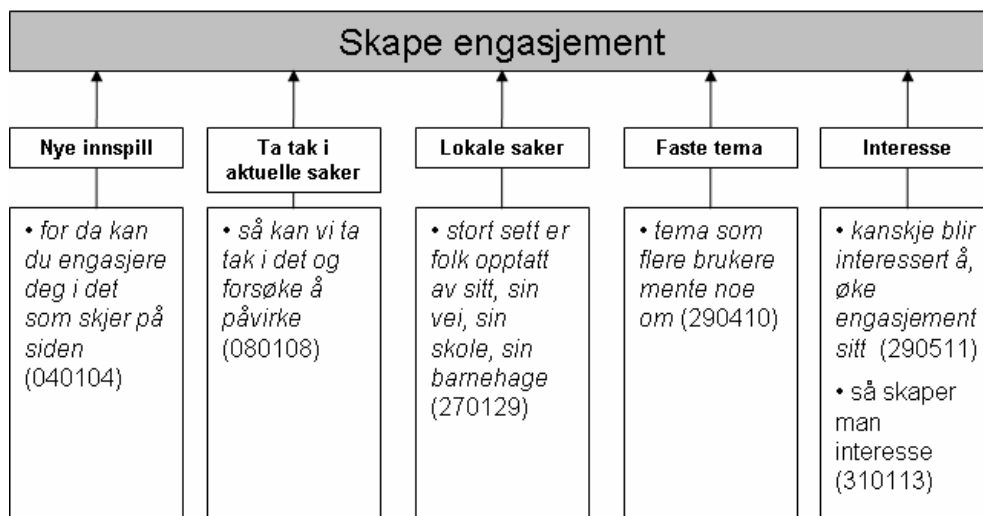 Skape engasjement
Nye innspill
Ta tak i
aktuelle saker
Lokale saker
Faste tema
Interesse
• for da kan
du engasjere
deg i det
som skjer på
siden
(040104)
• så kan vi ta
tak i det og
forsøke å
påvirke
(080108)
• stort sett er
folk opptatt
av sitt, sin
vei, sin
skole, sin
barnehage
(270129)
• tema som
flere brukere
mente noe
om (290410)
• kanskje blir
interessert å,
øke
engasjement
sitt (290511)
• så skaper
man
interesse
(310113)